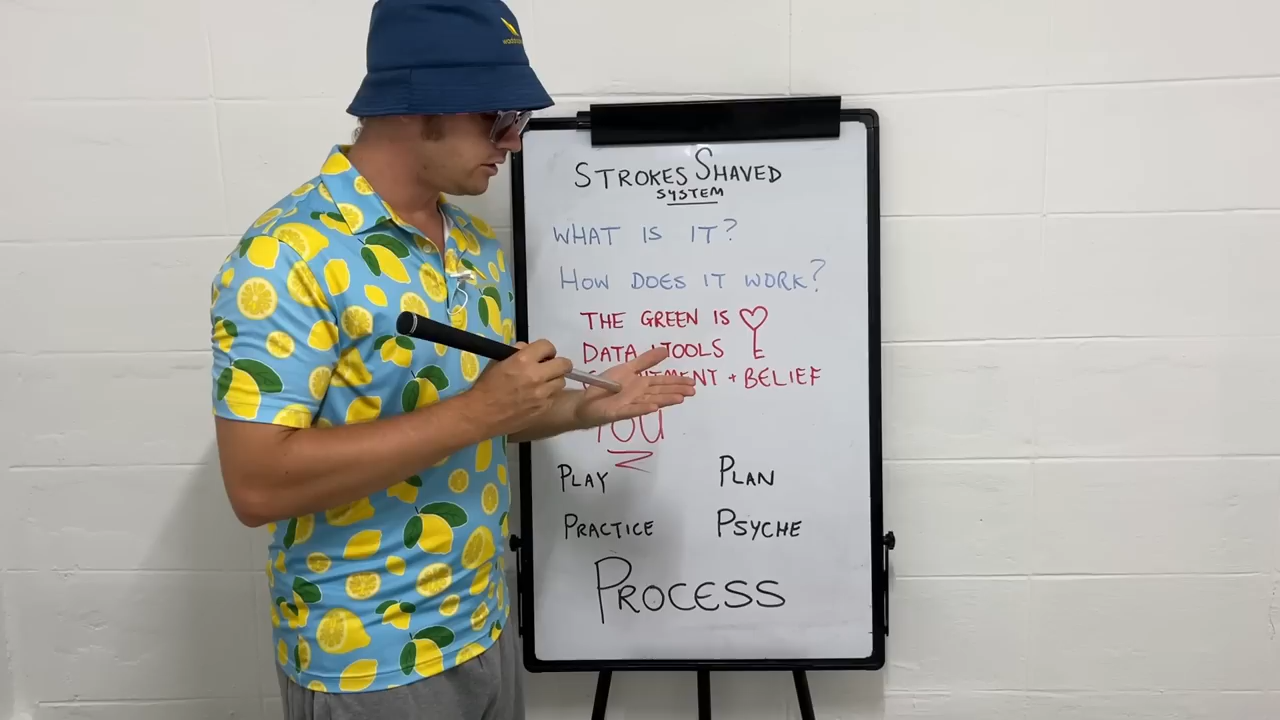 STROKES SHAVED
SYSTEM
WHAT IS IT?
HOW DOES IT WORK?
THE GREEN IS
DATA + TOOLS
+ BELIEF
YOU
PLAY PLAN
PRACTICE PSYCHE
PROCESS